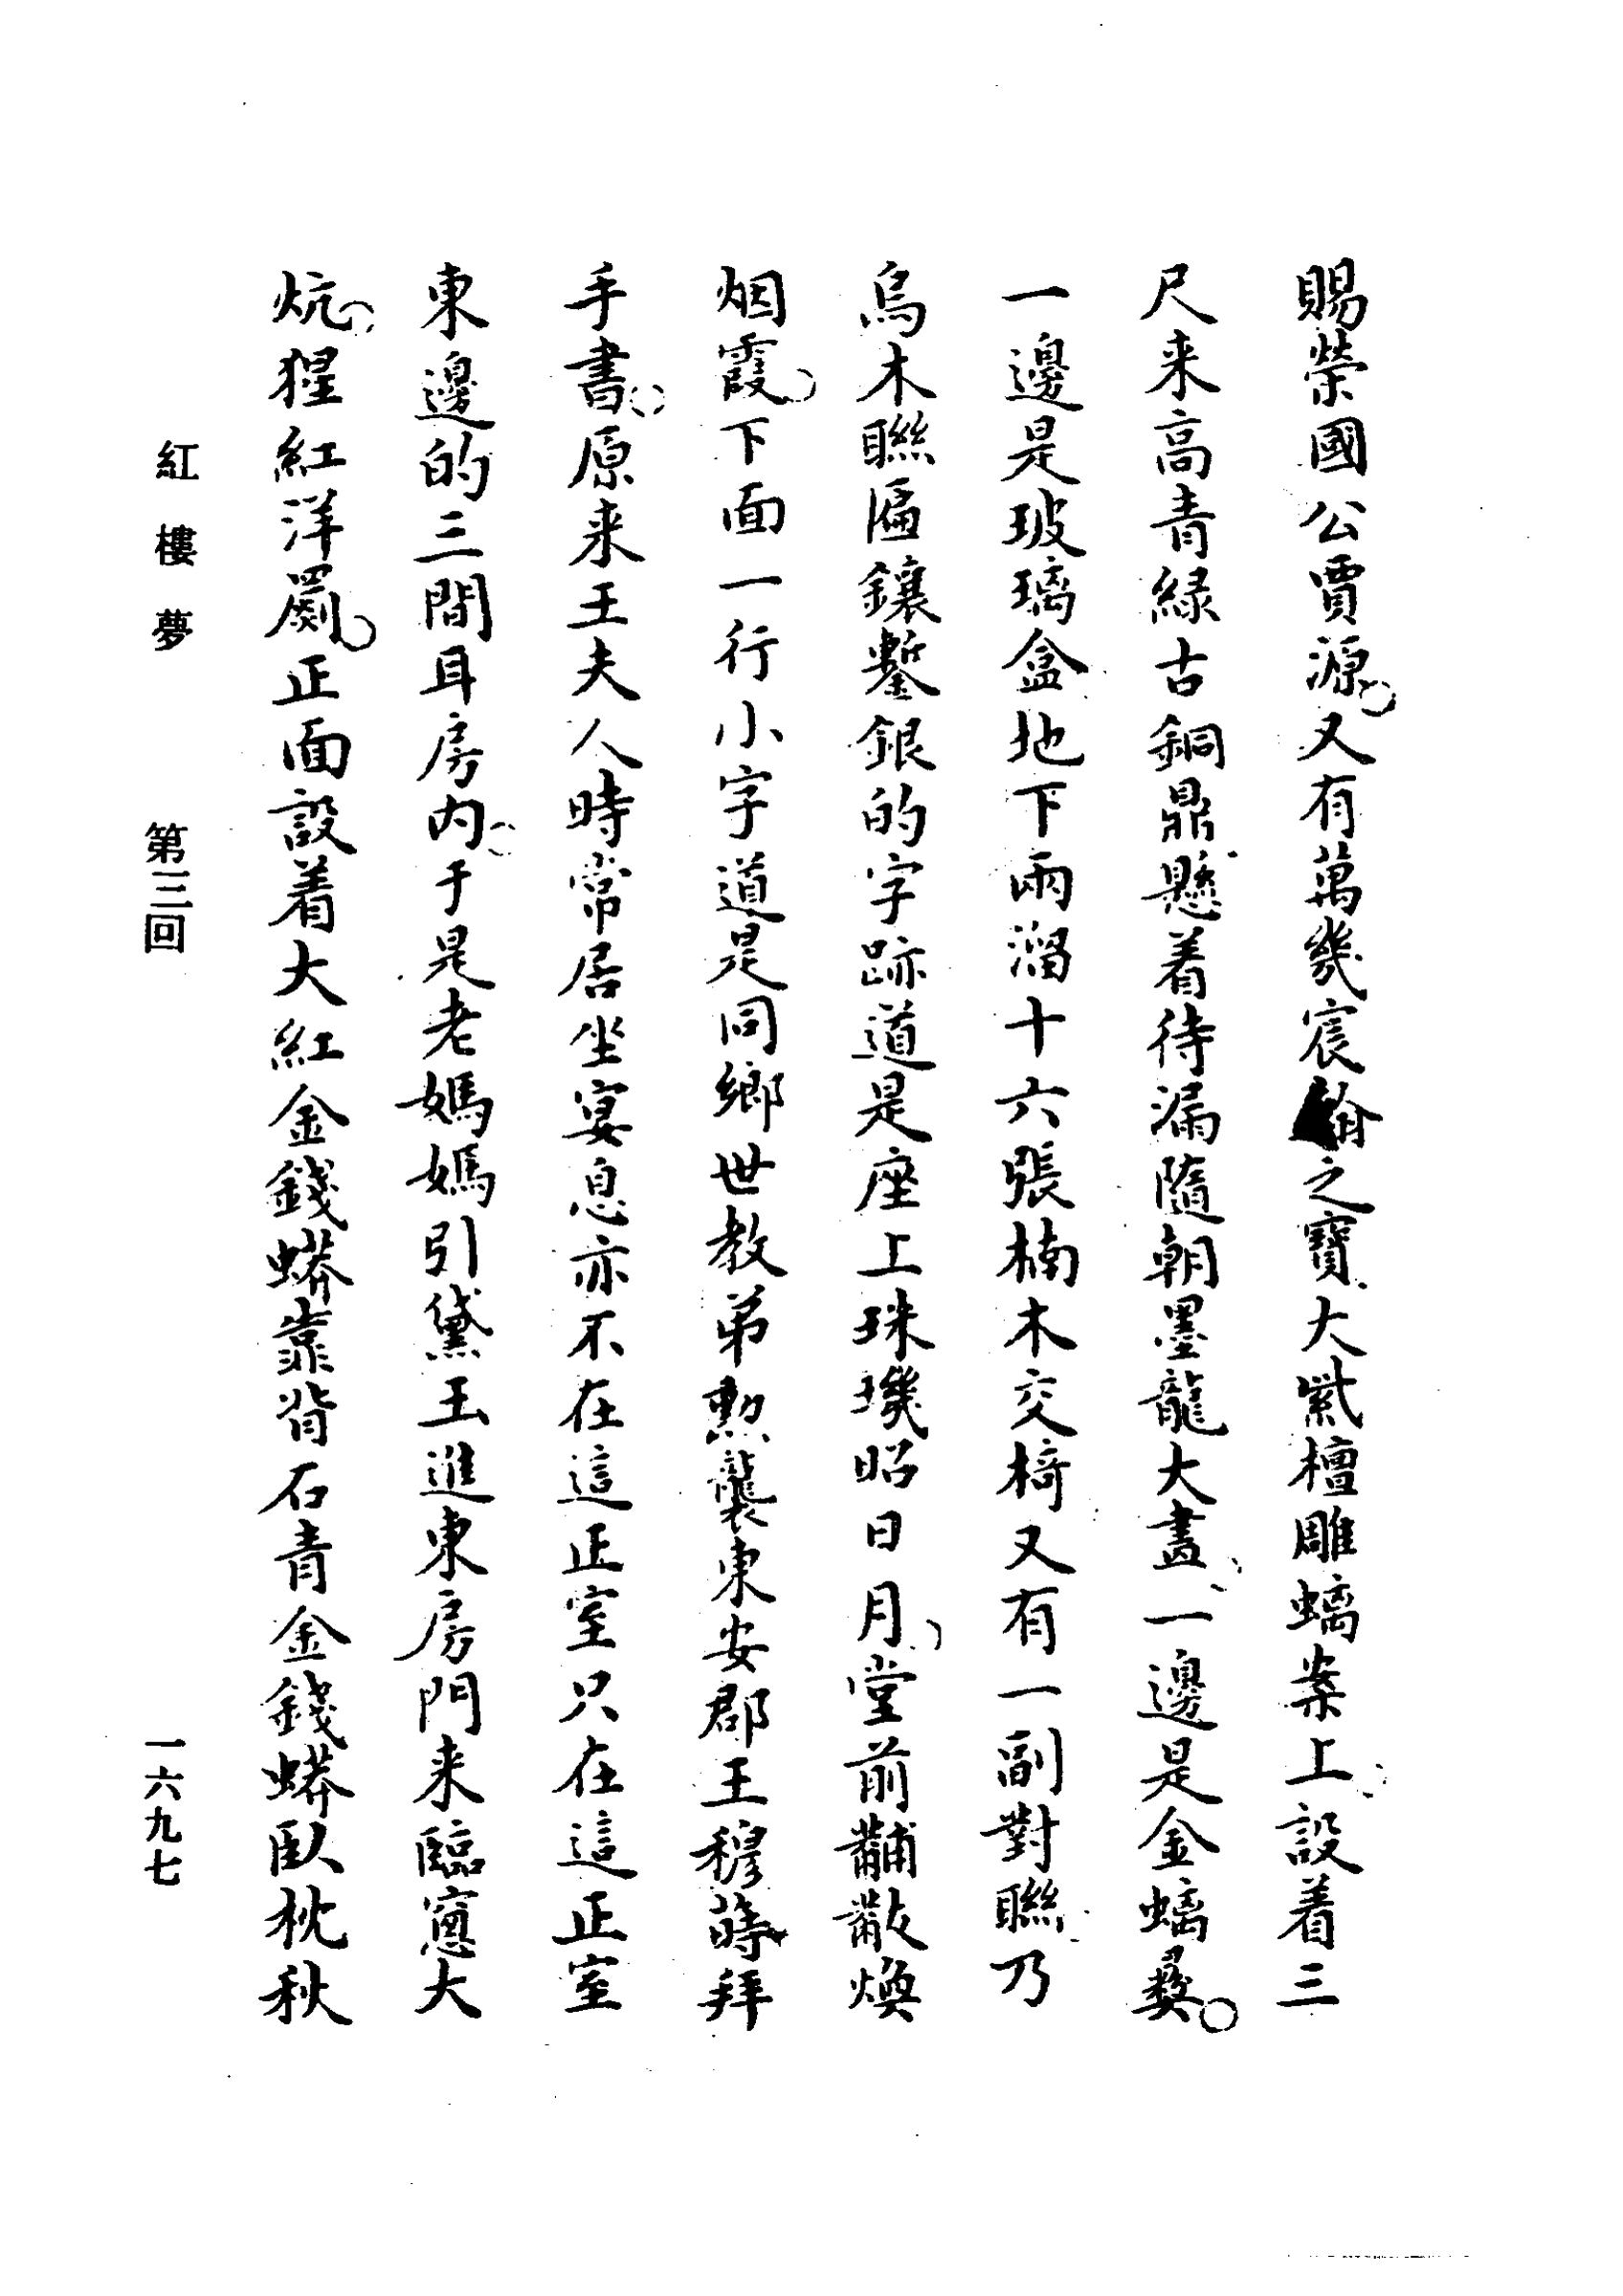 賜榮國公賈源又有萬幾宸翰之寶大紫檀雕螭案上設着三
尺来高青緑古銅鼎懸着待漏隨朝墨龍大畫一邊是金螭彝
一邊是玻璃盒地下兩溜十六張楠木交椅又有一副對聯乃
烏木聯匾鑲鏨銀的字跡道是座上珠璣昭日月堂前黼黻煥
烟霞下面一行小字道是同鄉世教弟勲襲東安郡王穆蒔拜
手書原来王夫人時常居坐宴息亦不在這正室只在這正室
東邊的三間耳房内于是老媽媽引黛玉進東房門来臨窻大
炕猩紅洋罽正面設着大紅金錢蟒靠背石青金錢蟒臥枕秋
紅樓夢 第三回 一六九七